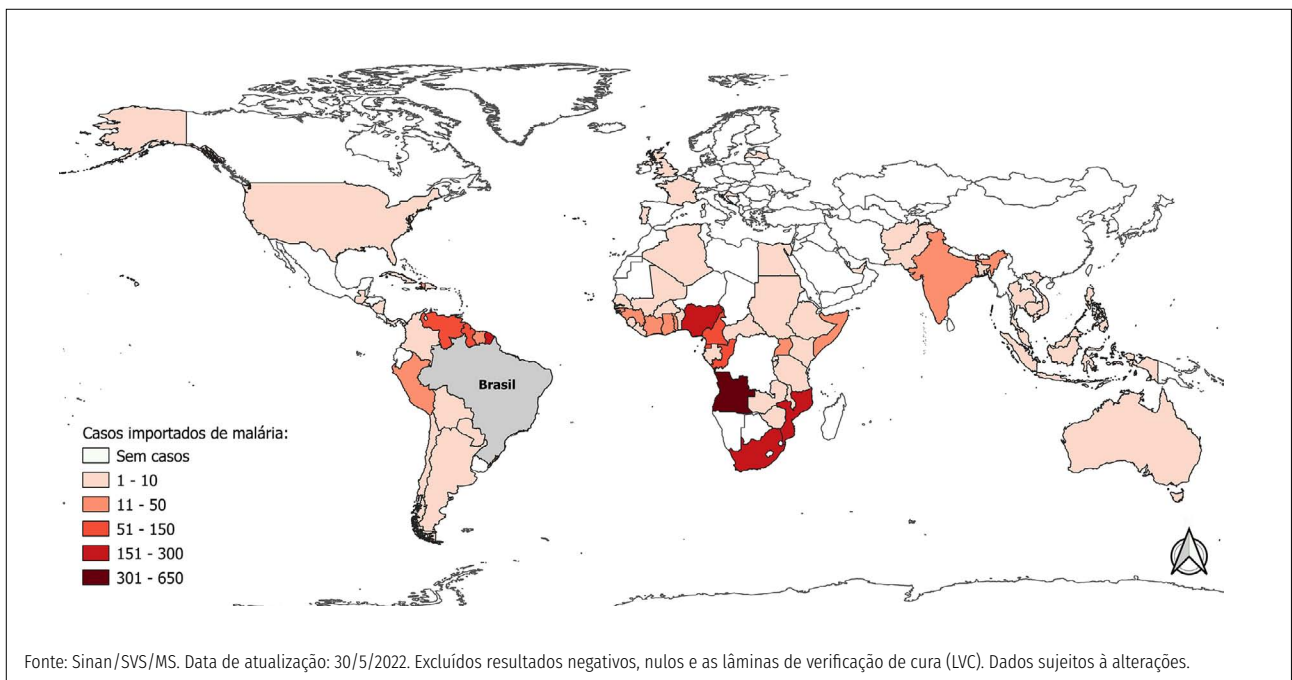 Brasil
Casos importados de malária:
Sem casos
1 - 10
11 - 50
51 - 150
151 - 300
301 - 650
Fonte: Sinan/SVS/MS. Data de atualização: 30/5/2022. Excluídos resultados negativos, nulos e as lâminas de verificação de cura (LVC). Dados sujeitos à alterações.